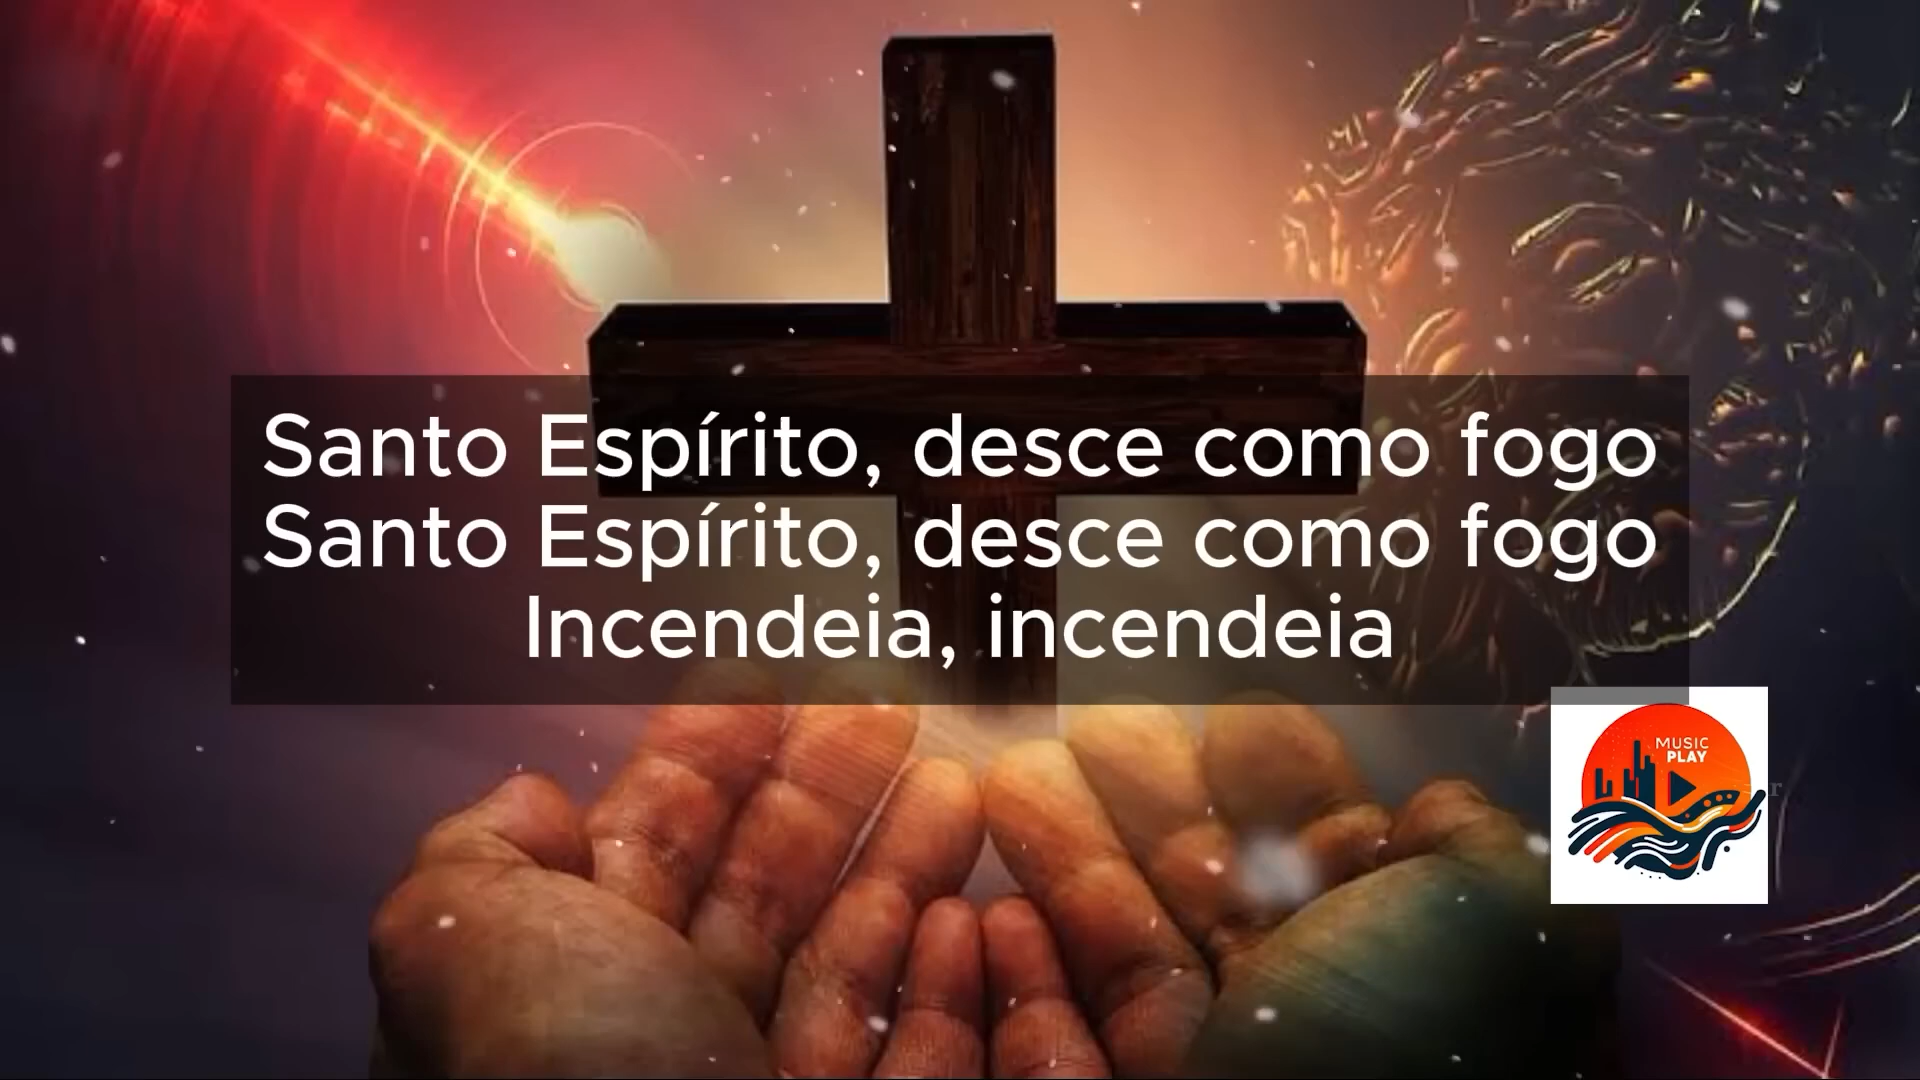 Santo Espírito, desce como fogo
Santo Espírito, desce como fogo
Incendeia, incendeia
MUSIC
PLAY